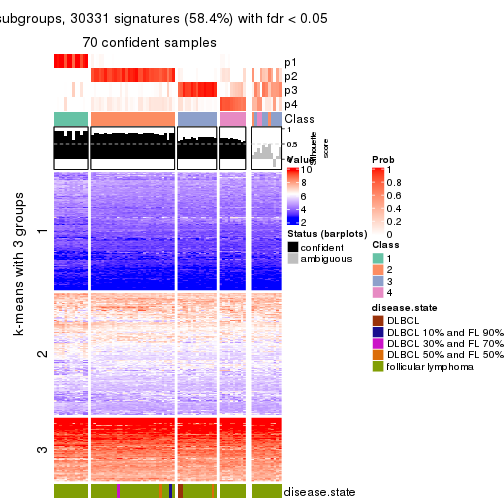 subgroups, 30331 signatures (58.4%) with fdr < 0.05
70 confident samples
p1
p2
p3
p4
Class
1
0.5
0
Silhouette
score
k-means with 3 groups
1
2
3
Value
10
8
6
4
2
Status (barplots)
confident
ambiguous
Prob
1
0.8
0.6
0.4
0.2
0
Class
1
2
3
4
disease.state
DLBCL
DLBCL 10% and FL 90%
DLBCL 30% and FL 70%
DLBCL 50% and FL 50%
follicular lymphoma
disease.state